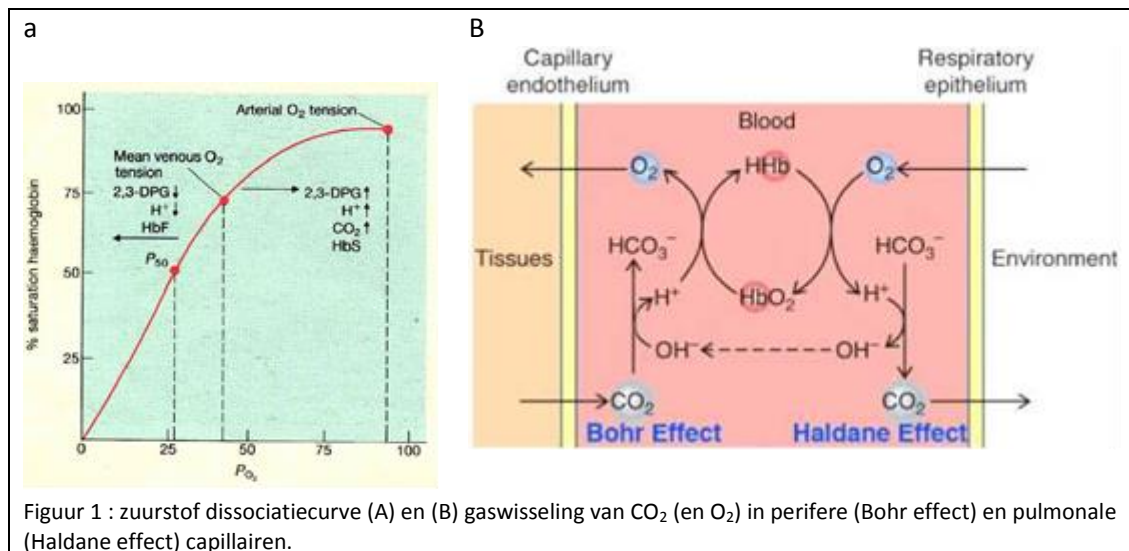 a
100
75
50
25
0
25
50
75
100
% saturation haemoglobin
P O₂
Arterial O₂ tension
Mean venous O₂
tension
2,3-DPG↓
H⁺↓
HbF
P₅₀
2,3-DPG↑
H⁺↑
CO₂↑
HbS
B
Capillary
endothelium
Respiratory
epithelium
Blood
O₂
HHb
O₂
HCO₃⁻
HCO₃⁻
Tissues
Environment
H⁺
HbO₂
H⁺
OH⁻
OH⁻
CO₂
CO₂
Bohr Effect
Haldane Effect
Figuur 1 : zuurstof dissociatiecurve (A) en (B) gaswisseling van CO₂ (en O₂) in perifere (Bohr effect) en pulmonale
(Haldane effect) capillairen.